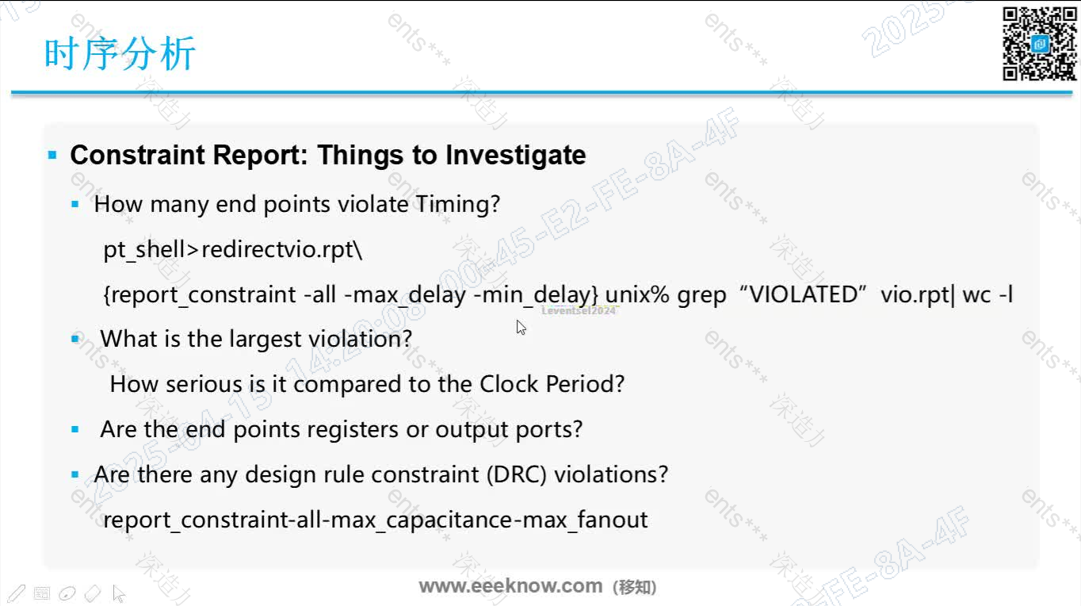 时序分析
Constraint Report: Things to Investigate
How many end points violate Timing?
pt_shell>redirectvio.rpt\
{report_constraint -all -max_delay -min_delay} unix% grep “VIOLATED” vio.rpt| wc -l
Leventsel2024
What is the largest violation?
How serious is it compared to the Clock Period?
Are the end points registers or output ports?
Are there any design rule constraint (DRC) violations?
report_constraint-all-max_capacitance-max_fanout
www.eeeknow.com (移知)